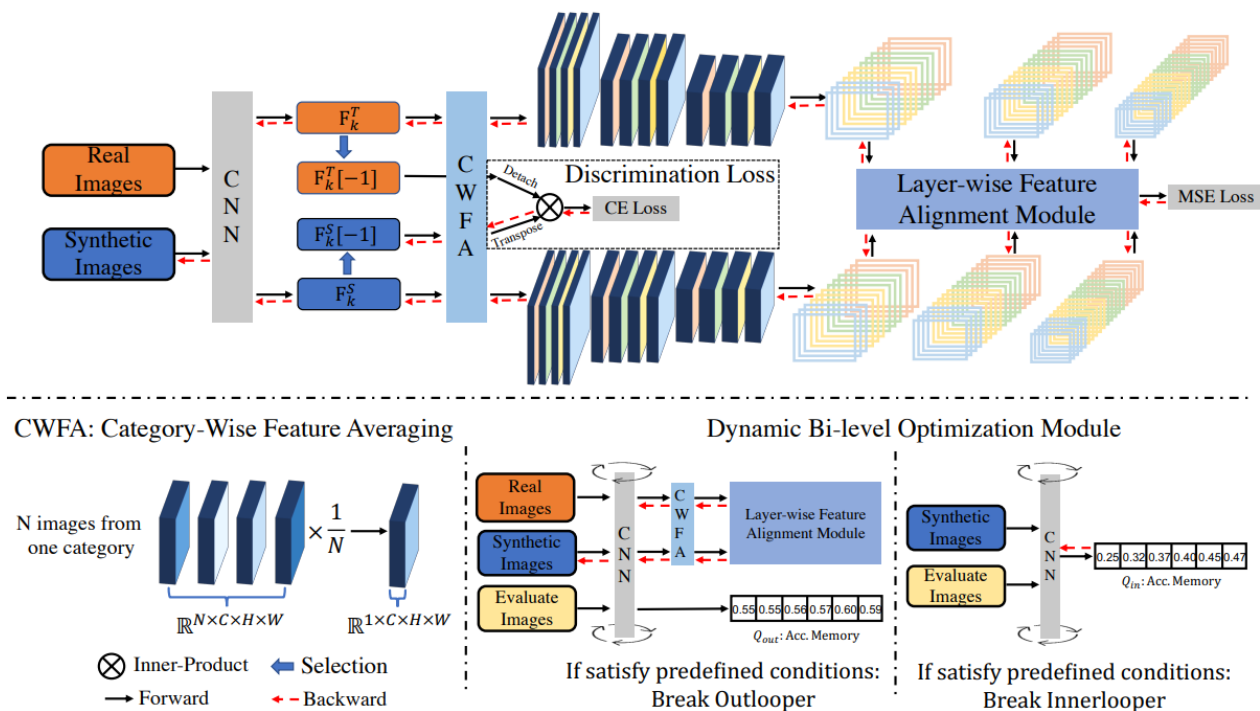 Real
Images
Synthetic
Images
C
N
N
F_k^T
F_k^T[−1]
F_k^S[−1]
F_k^S
C
W
F
A
Detach
Transpose
Discrimination Loss
CE Loss
Layer-wise Feature
Alignment Module
MSE Loss
CWFA: Category-Wise Feature Averaging
N images from
one category
× 1/N
ℝ^{N×C×H×W}
ℝ^{1×C×H×W}
Inner-Product
Selection
Forward
Backward
Dynamic Bi-level Optimization Module
Real
Images
Synthetic
Images
Evaluate
Images
C
N
N
C
W
F
A
Layer-wise Feature
Alignment Module
0.55 0.55 0.56 0.57 0.60 0.59
Q_out: Acc. Memory
If satisfy predefined conditions:
Break Outlooper
Synthetic
Images
Evaluate
Images
C
N
N
0.25 0.32 0.37 0.40 0.45 0.47
Q_in: Acc. Memory
If satisfy predefined conditions:
Break Innerlooper